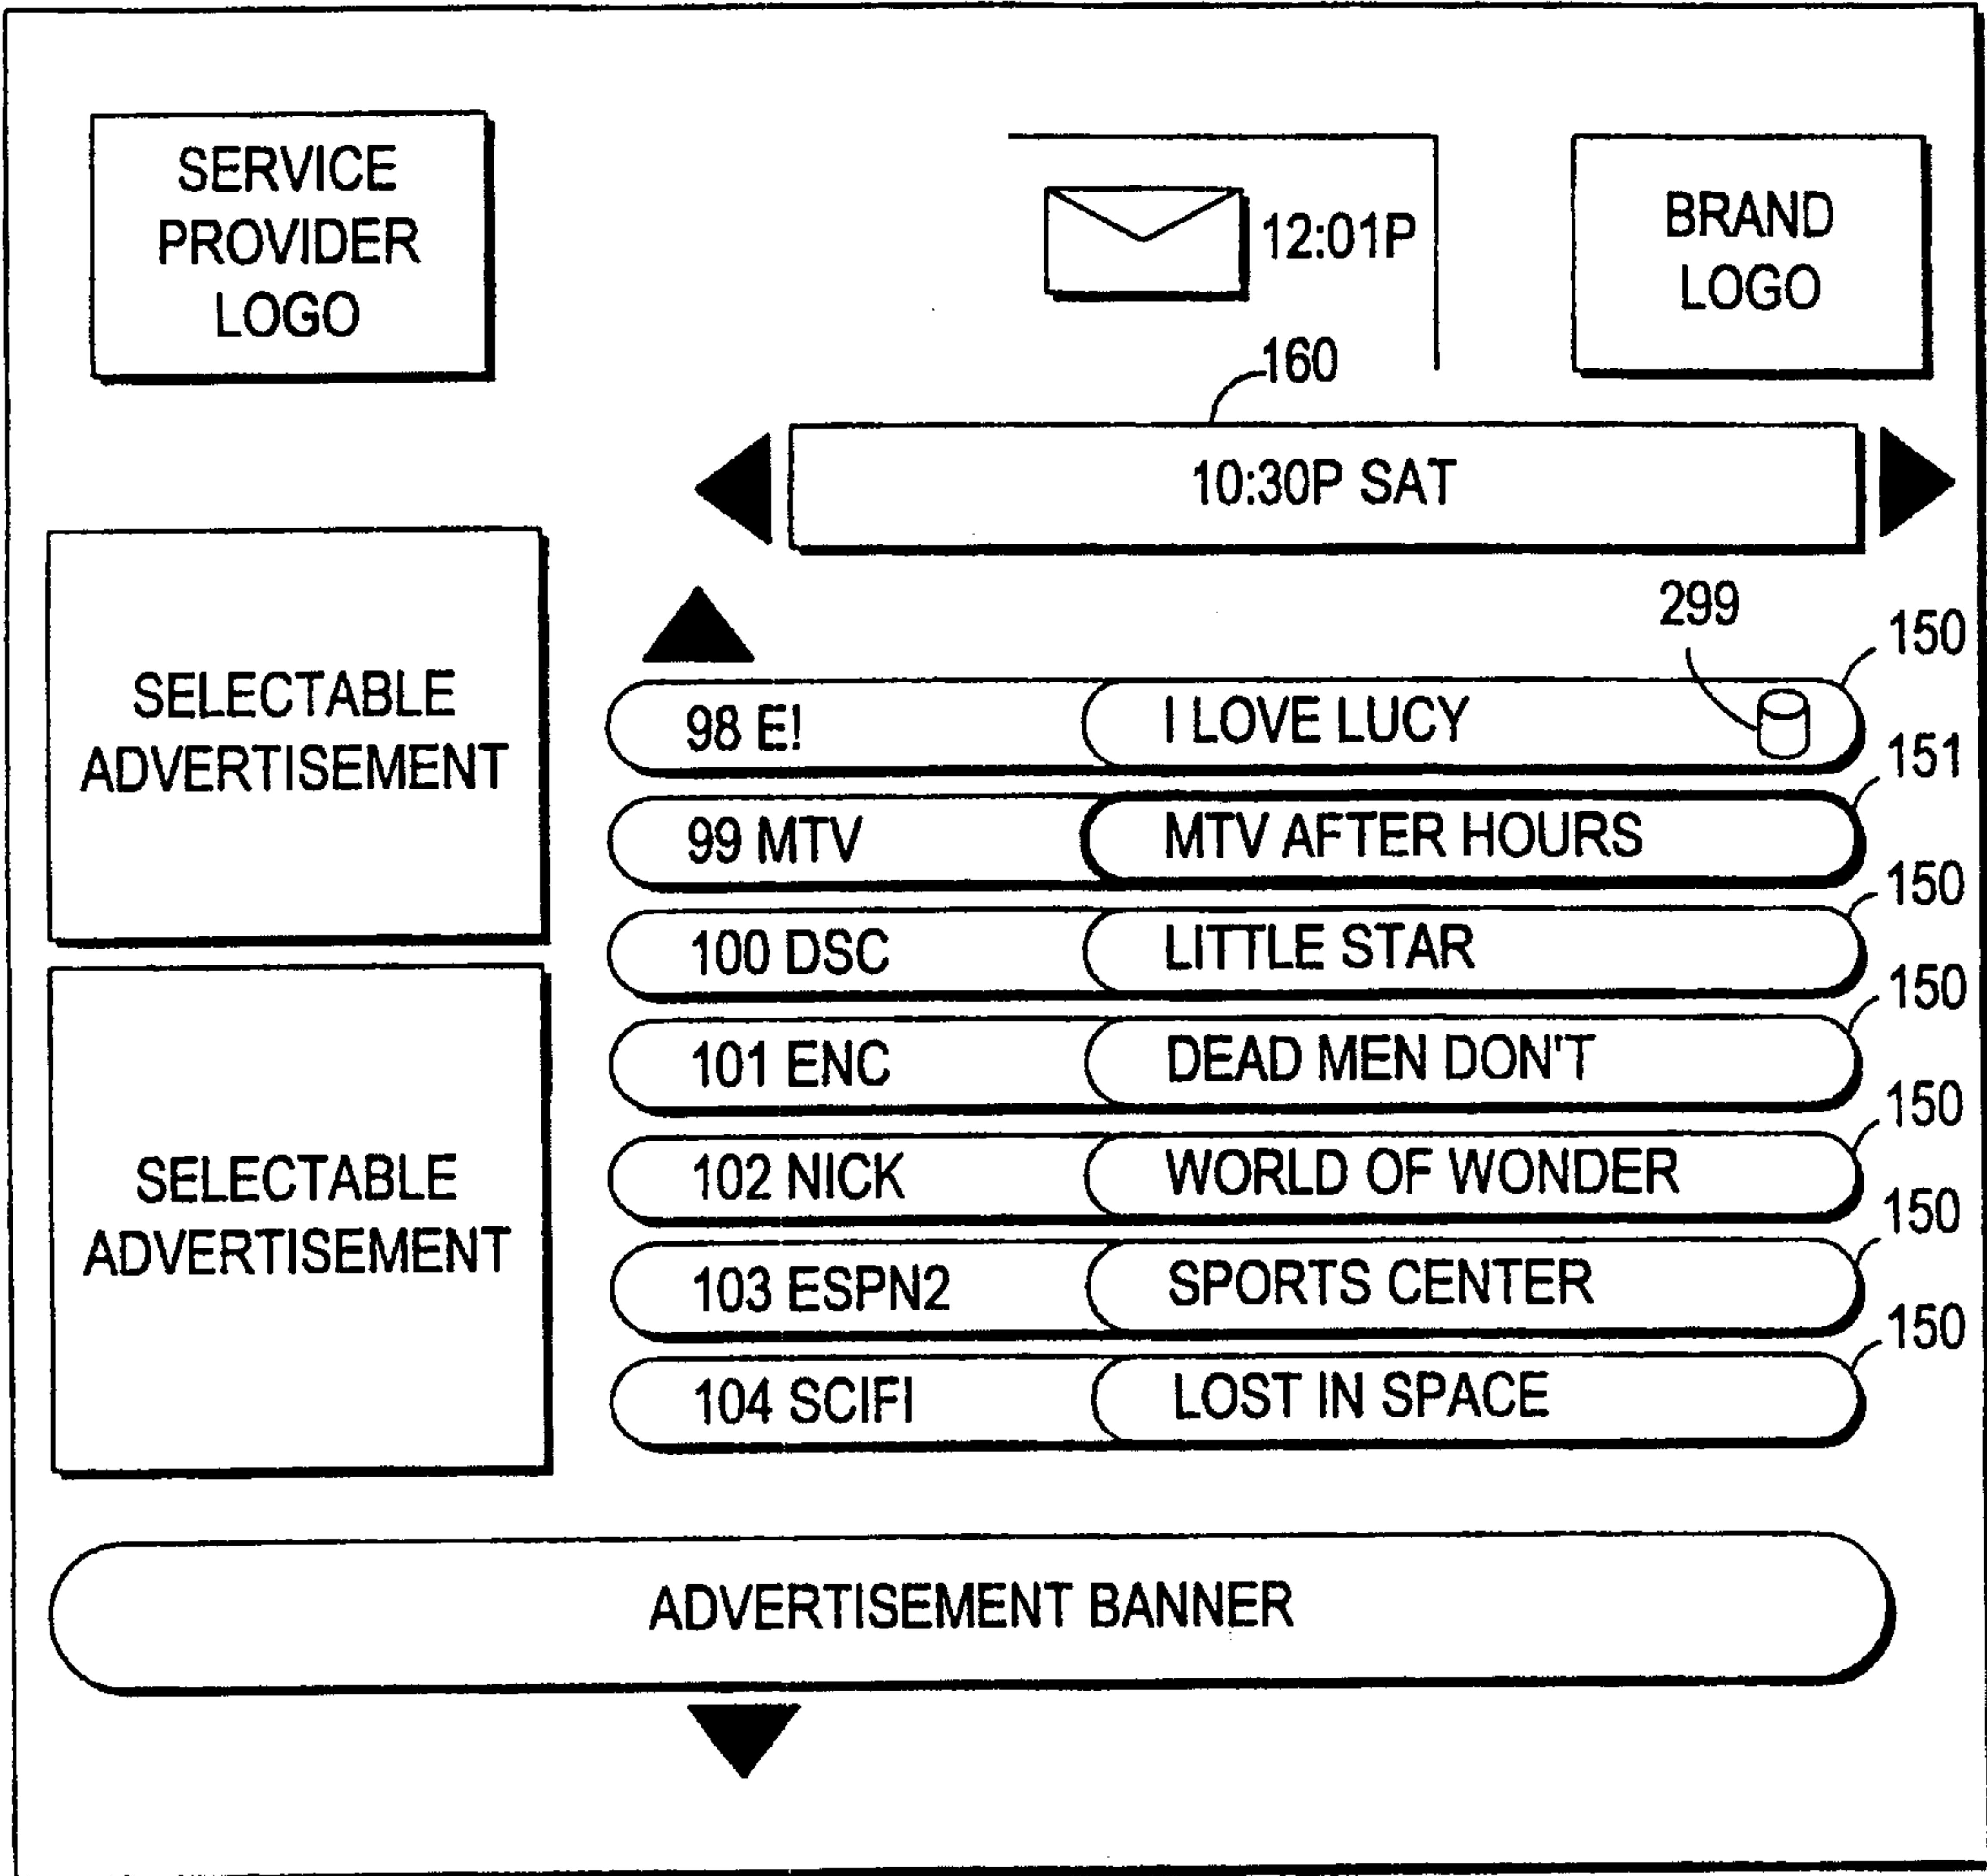 SERVICE
PROVIDER
LOGO
12:01P
BRAND
LOGO
160
10:30P SAT
299
150
SELECTABLE
ADVERTISEMENT
98 E! I LOVE LUCY
151
99 MTV MTV AFTER HOURS
150
100 DSC LITTLE STAR
150
101 ENC DEAD MEN DON'T
150
102 NICK WORLD OF WONDER
150
SELECTABLE
ADVERTISEMENT
103 ESPN2 SPORTS CENTER
150
104 SCIFI LOST IN SPACE
ADVERTISEMENT BANNER